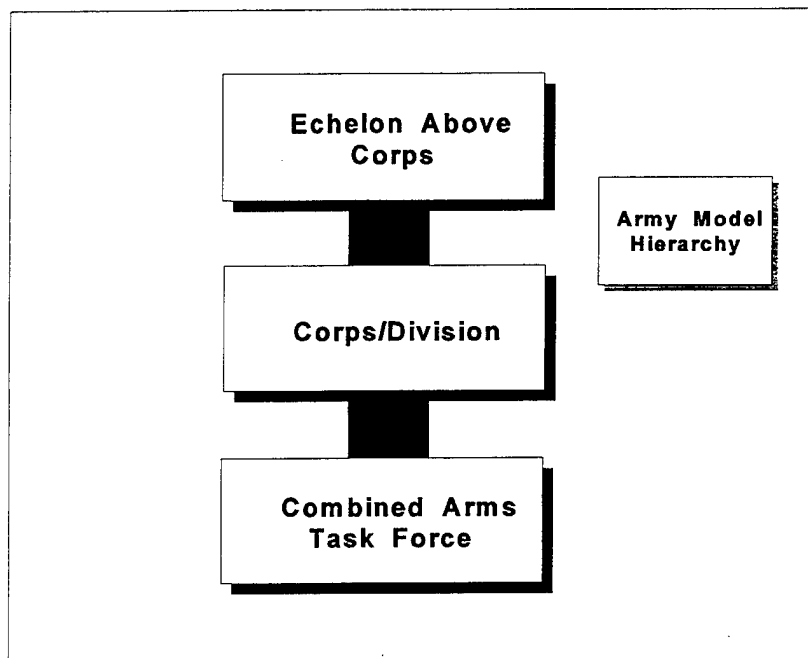 Echelon Above
Corps
Army Model
Hierarchy
Corps/Division
Combined Arms
Task Force